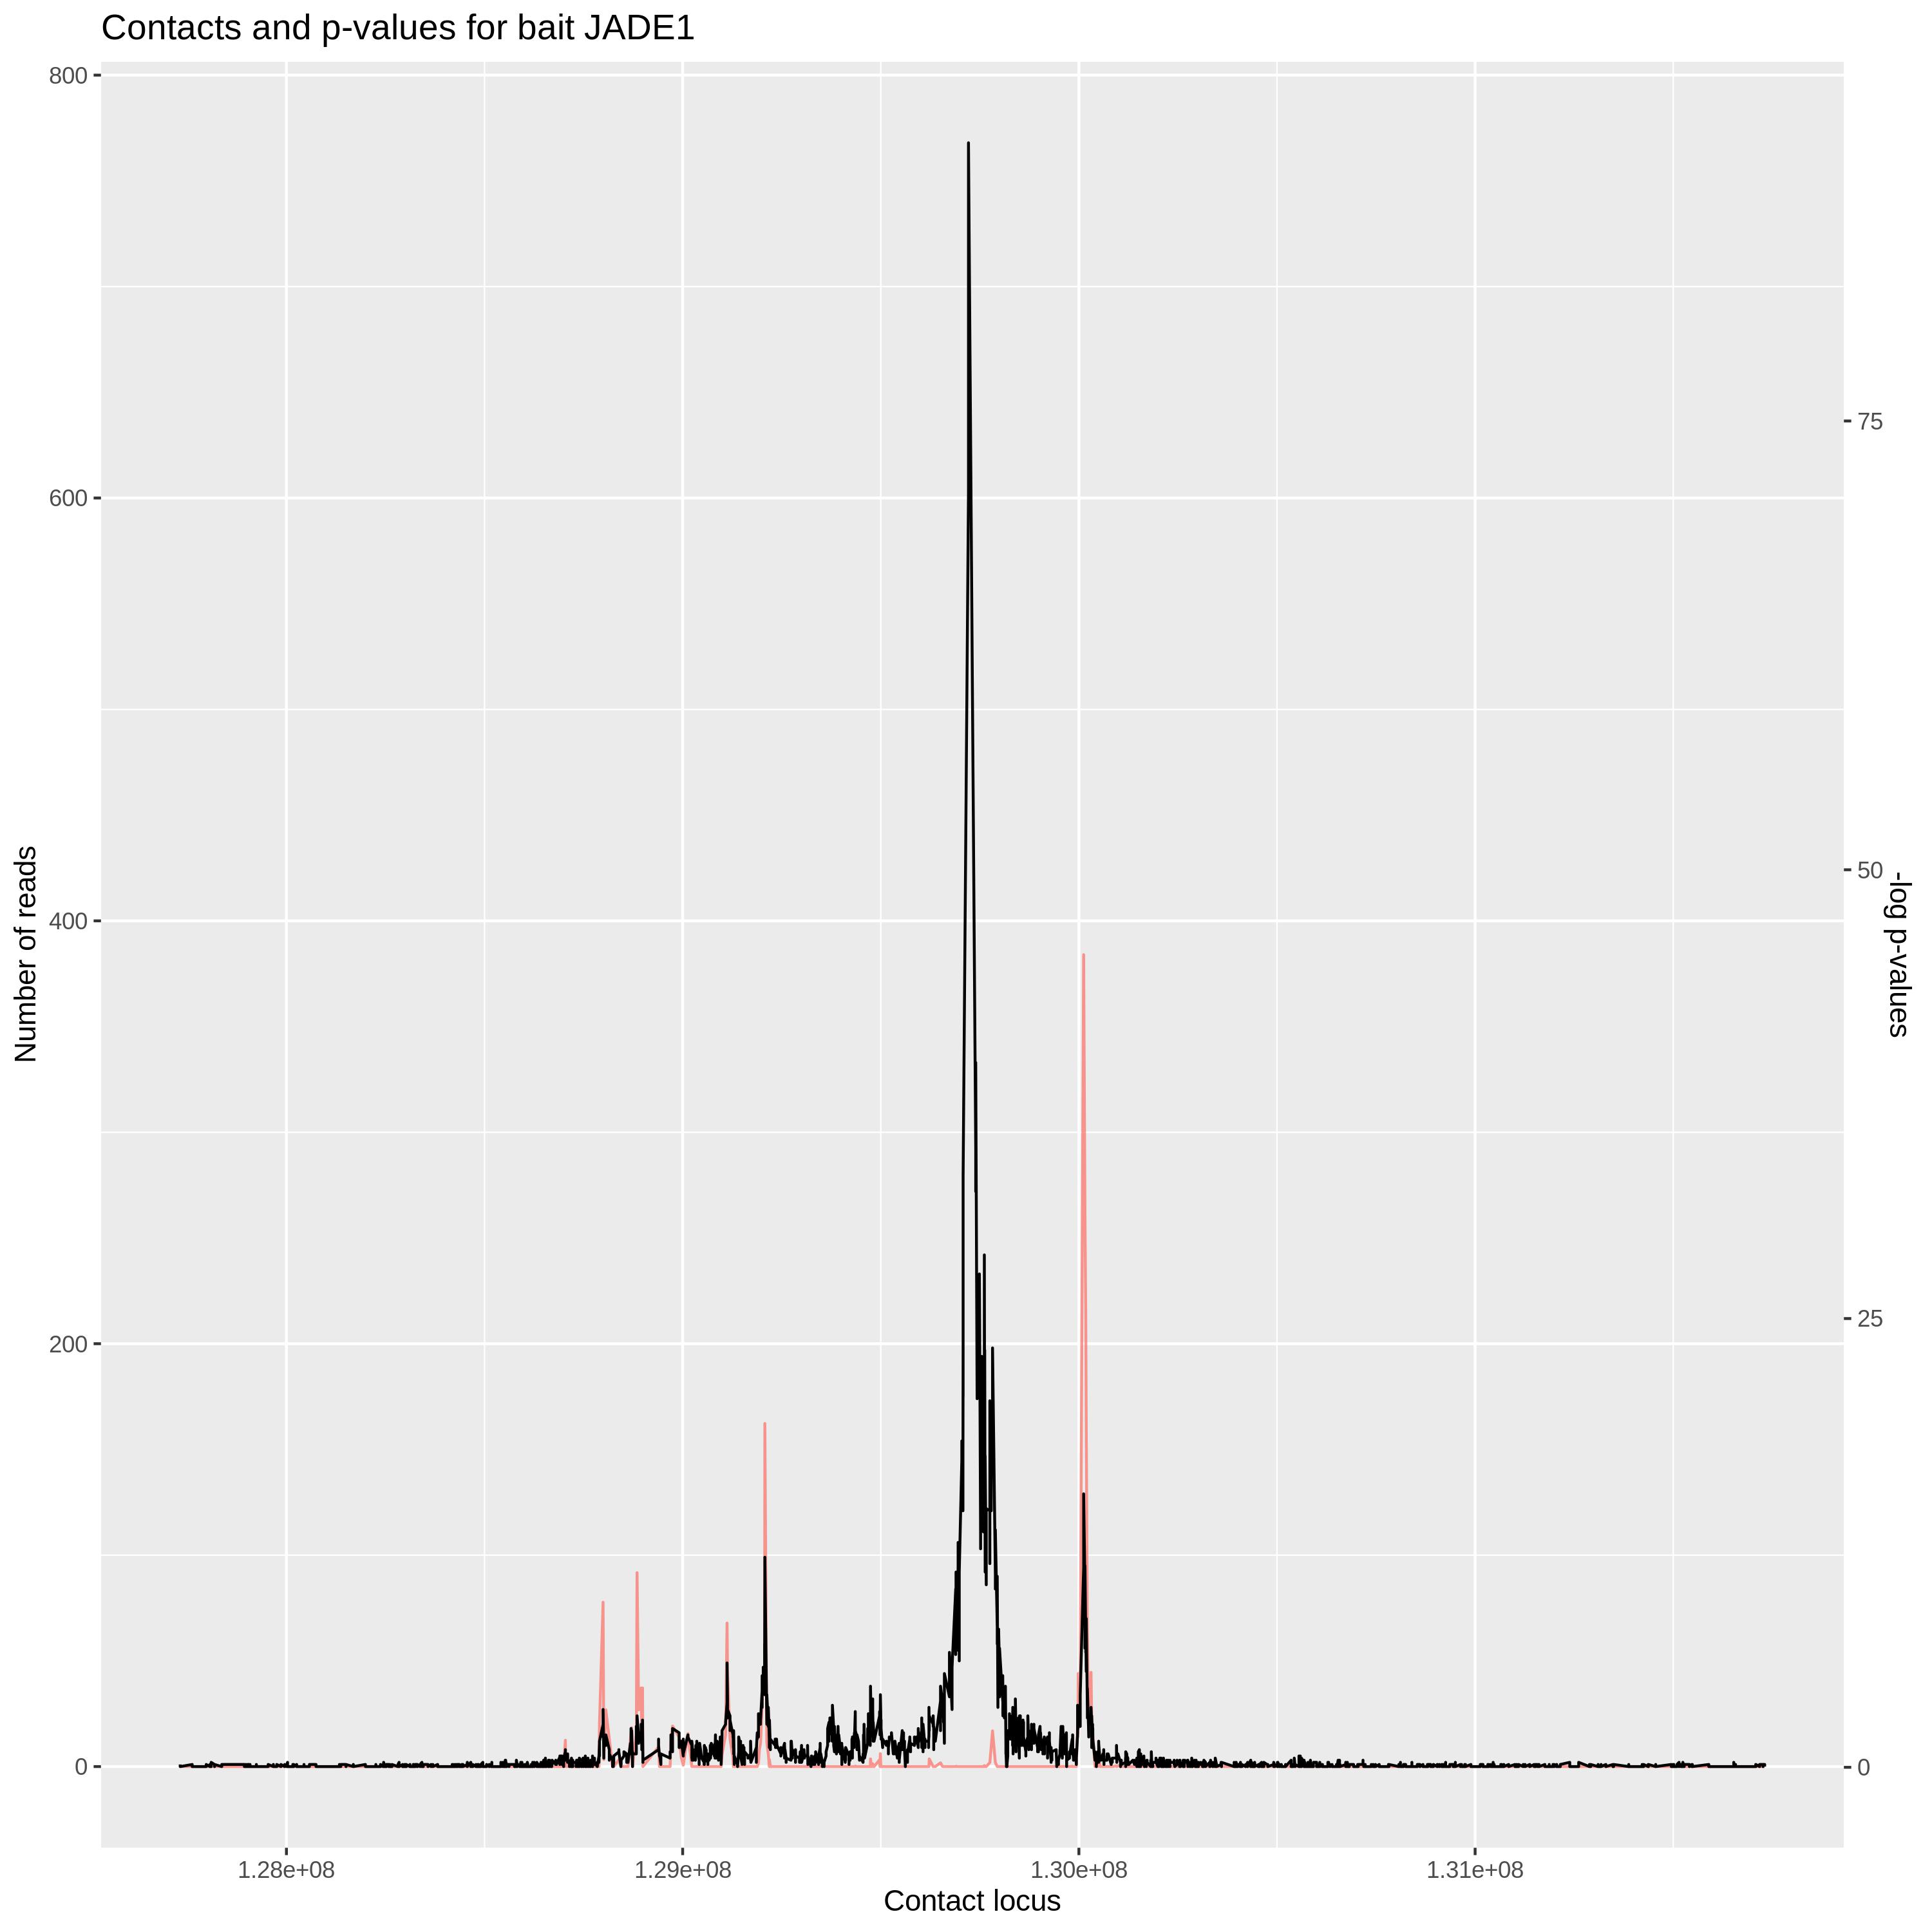 Contacts and p-values for bait JADE1
800
600
400
200
0
Number of reads
75
50
25
0
-log p-values
1.28e+08
1.29e+08
1.30e+08
1.31e+08
Contact locus